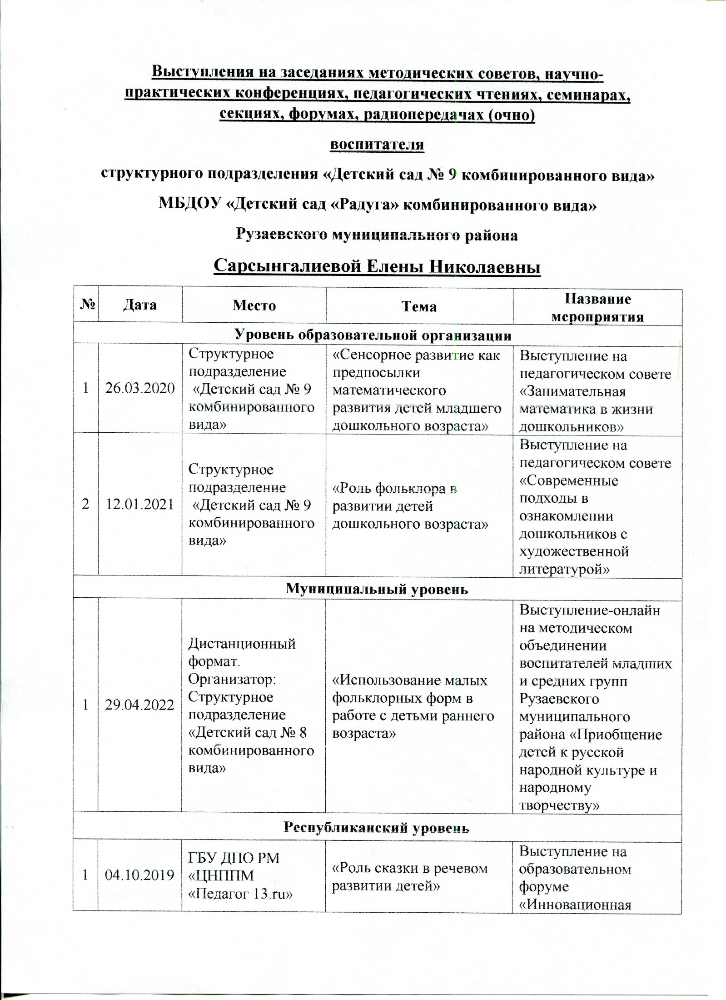 Выступления на заседаниях методических советов, научно-
практических конференциях, педагогических чтениях, семинарах,
секциях, форумах, радиопередачах (очно)
воспитателя
структурного подразделения «Детский сад № 9 комбинированного вида»
МБДОУ «Детский сад «Радуга» комбинированного вида»
Рузаевского муниципального района
Сарсынгалиевой Елены Николаевны
№
Дата
Место
Тема
Название
мероприятия
Уровень образовательной организации
1
26.03.2020
Структурное
подразделение
«Детский сад № 9
комбинированного
вида»
«Сенсорное развитие как
предпосылки
математического
развития детей младшего
дошкольного возраста»
Выступление на
педагогическом совете
«Занимательная
математика в жизни
дошкольников»
2
12.01.2021
Структурное
подразделение
«Детский сад № 9
комбинированного
вида»
«Роль фольклора в
развитии детей
дошкольного возраста»
Выступление на
педагогическом совете
«Современные
подходы в
ознакомлении
дошкольников с
художественной
литературой»
Муниципальный уровень
1
29.04.2022
Дистанционный
формат.
Организатор:
Структурное
подразделение
«Детский сад № 8
комбинированного
вида»
«Использование малых
фольклорных форм в
работе с детьми раннего
возраста»
Выступление-онлайн
на методическом
объединении
воспитателей младших
и средних групп
Рузаевского
муниципального
района «Приобщение
детей к русской
народной культуре и
народному
творчеству»
Республиканский уровень
1
04.10.2019
ГБУ ДПО РМ
«ЦНППМ
«Педагог 13.ru»
«Роль сказки в речевом
развитии детей»
Выступление на
образовательном
форуме
«Инновационная